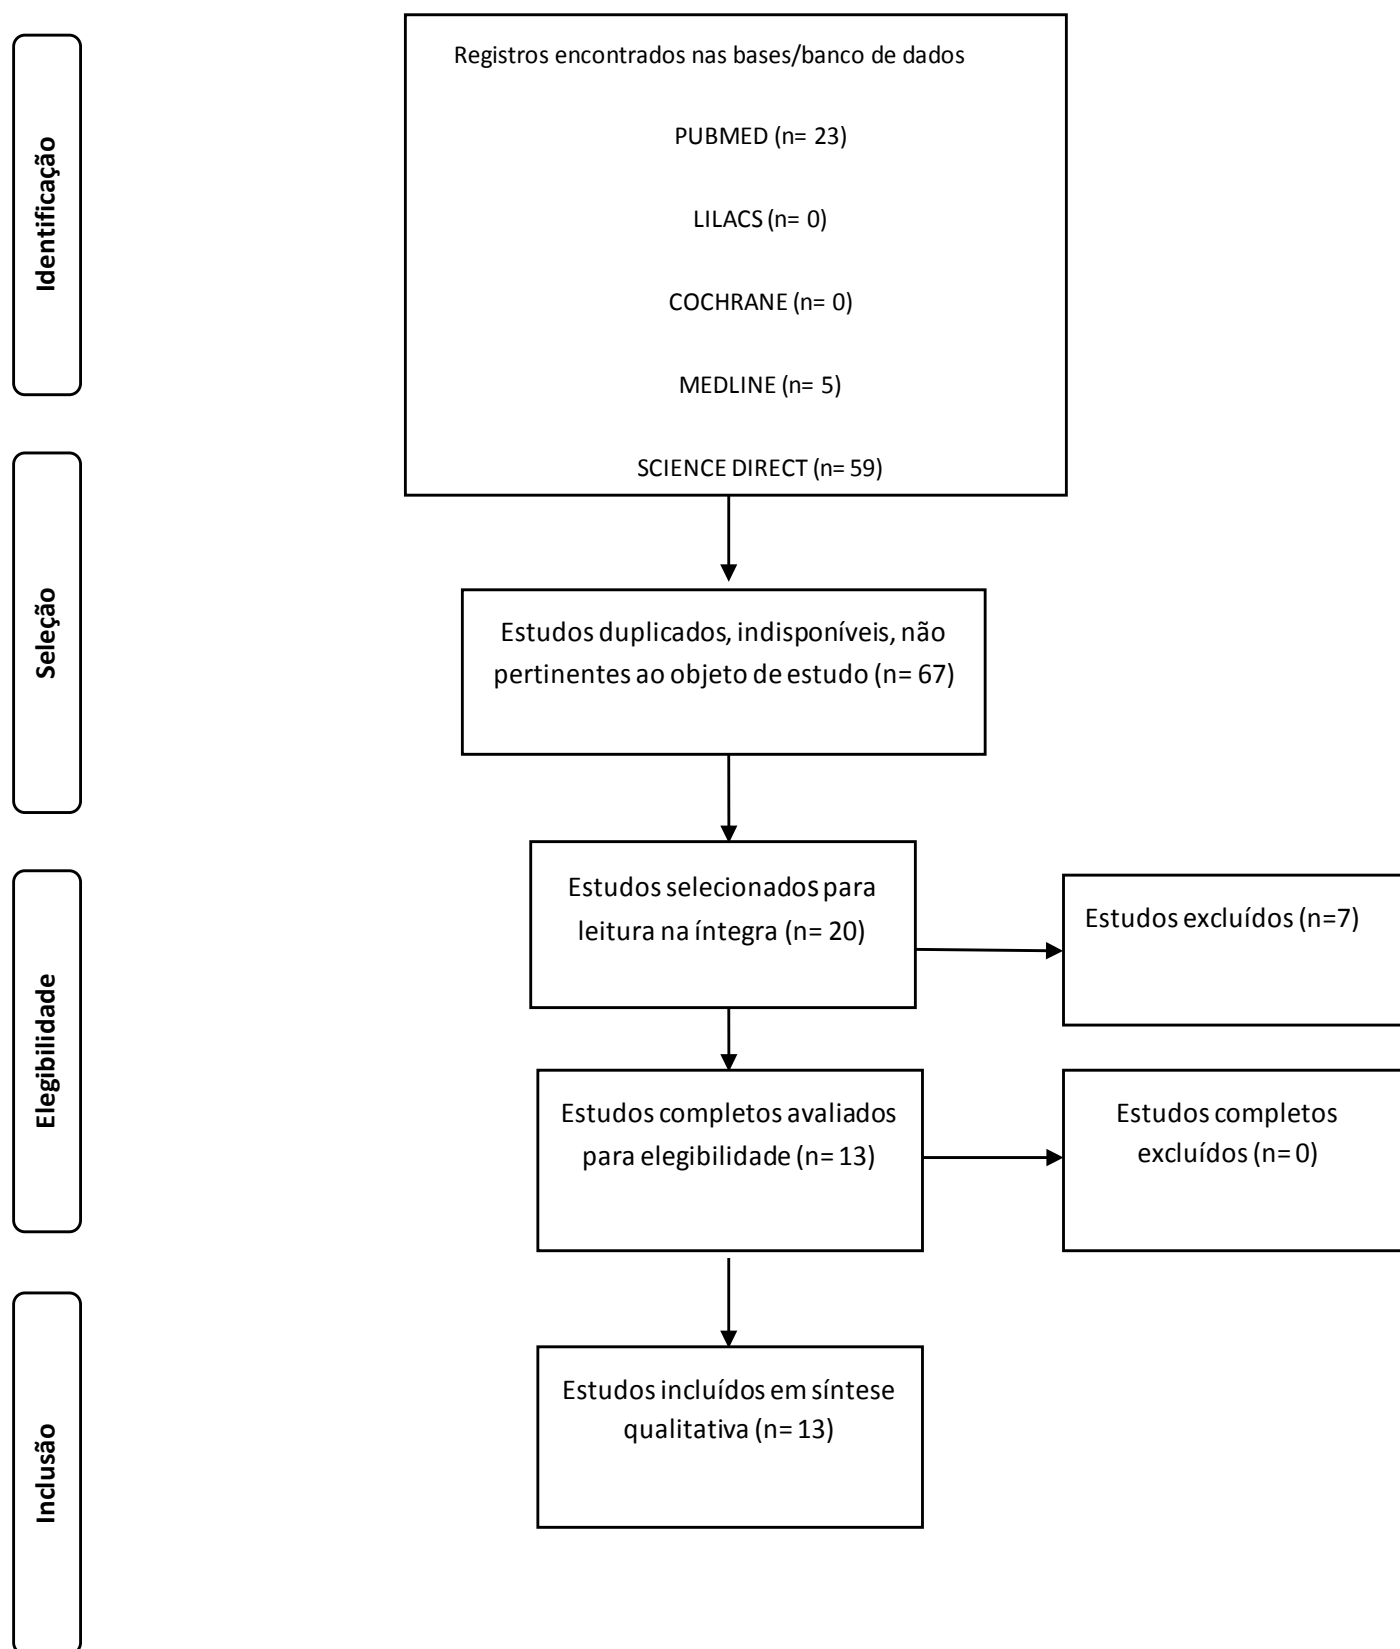 Identificação
Registros encontrados nas bases/banco de dados
PUBMED (n= 23)
LILACS (n= 0)
COCHRANE (n= 0)
MEDLINE (n= 5)
SCIENCE DIRECT (n= 59)
Seleção
Estudos duplicados, indisponíveis, não
pertinentes ao objeto de estudo (n= 67)
Elegibilidade
Estudos selecionados para
leitura na íntegra (n= 20)
Estudos excluídos (n=7)
Estudos completos avaliados
para elegibilidade (n= 13)
Estudos completos
excluídos (n= 0)
Inclusão
Estudos incluídos em síntese
qualitativa (n= 13)